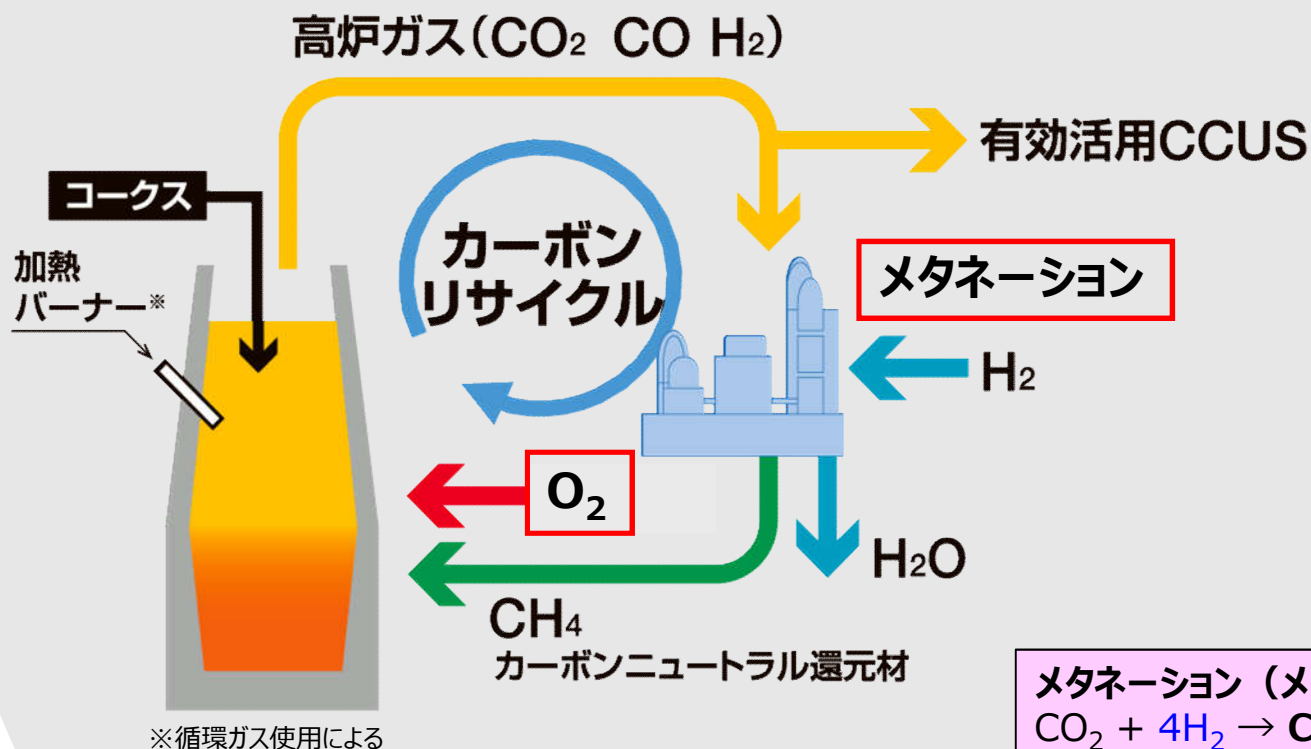 高炉ガス（CO₂ CO H₂）
有効活用CCUS
コークス
加熱
バーナー※
カーボン
リサイクル
メタネーション
H₂
O₂
H₂O
CH₄
カーボンニュートラル還元材
※循環ガス使用による
メタネーション（メ
CO₂ + 4H₂ → C